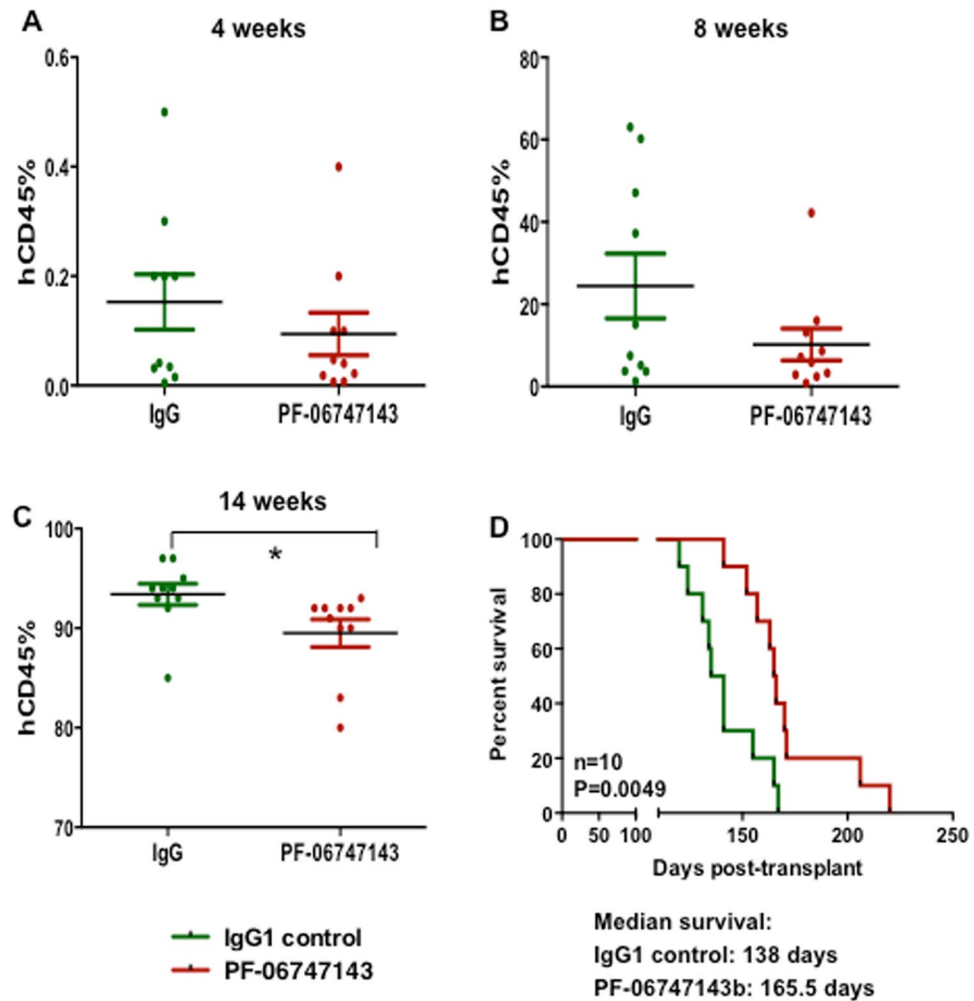 A
4 weeks
hCD45%
0.6
0.4
0.2
0.0
IgG
PF-06747143
B
8 weeks
hCD45%
80
60
40
20
0
IgG
PF-06747143
C
14 weeks
*
hCD45%
100
90
80
70
IgG
PF-06747143
D
Percent survival
100
80
60
40
20
0
n=10
P=0.0049
0 50 100 150 200 250
Days post-transplant
IgG1 control
PF-06747143
Median survival:
IgG1 control: 138 days
PF-06747143b: 165.5 days